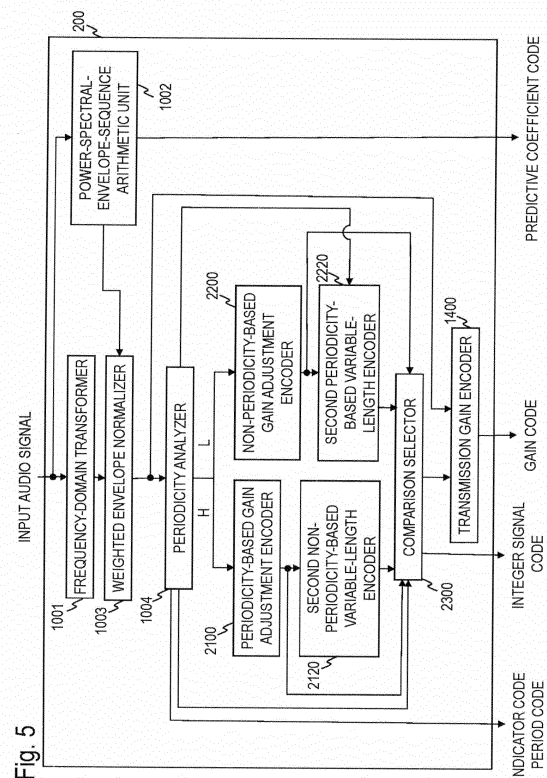 Fig. 5
INPUT AUDIO SIGNAL
200
1001
FREQUENCY-DOMAIN TRANSFORMER
POWER-SPECTRAL-
ENVELOPE-SEQUENCE
ARITHMETIC UNIT
1002
1003
WEIGHTED ENVELOPE NORMALIZER
1004
PERIODICITY ANALYZER
H
L
2100
PERIODICITY-BASED GAIN
ADJUSTMENT ENCODER
2200
NON-PERIODICITY-BASED
GAIN ADJUSTMENT
ENCODER
2120
SECOND NON-
PERIODICITY-BASED
VARIABLE-LENGTH
ENCODER
2220
SECOND PERIODICITY-
BASED VARIABLE-
LENGTH ENCODER
2300
COMPARISON SELECTOR
1400
TRANSMISSION GAIN ENCODER
NDICATOR CODE
PERIOD CODE
INTEGER SIGNAL
CODE
GAIN CODE
PREDICTIVE COEFFICIENT CODE